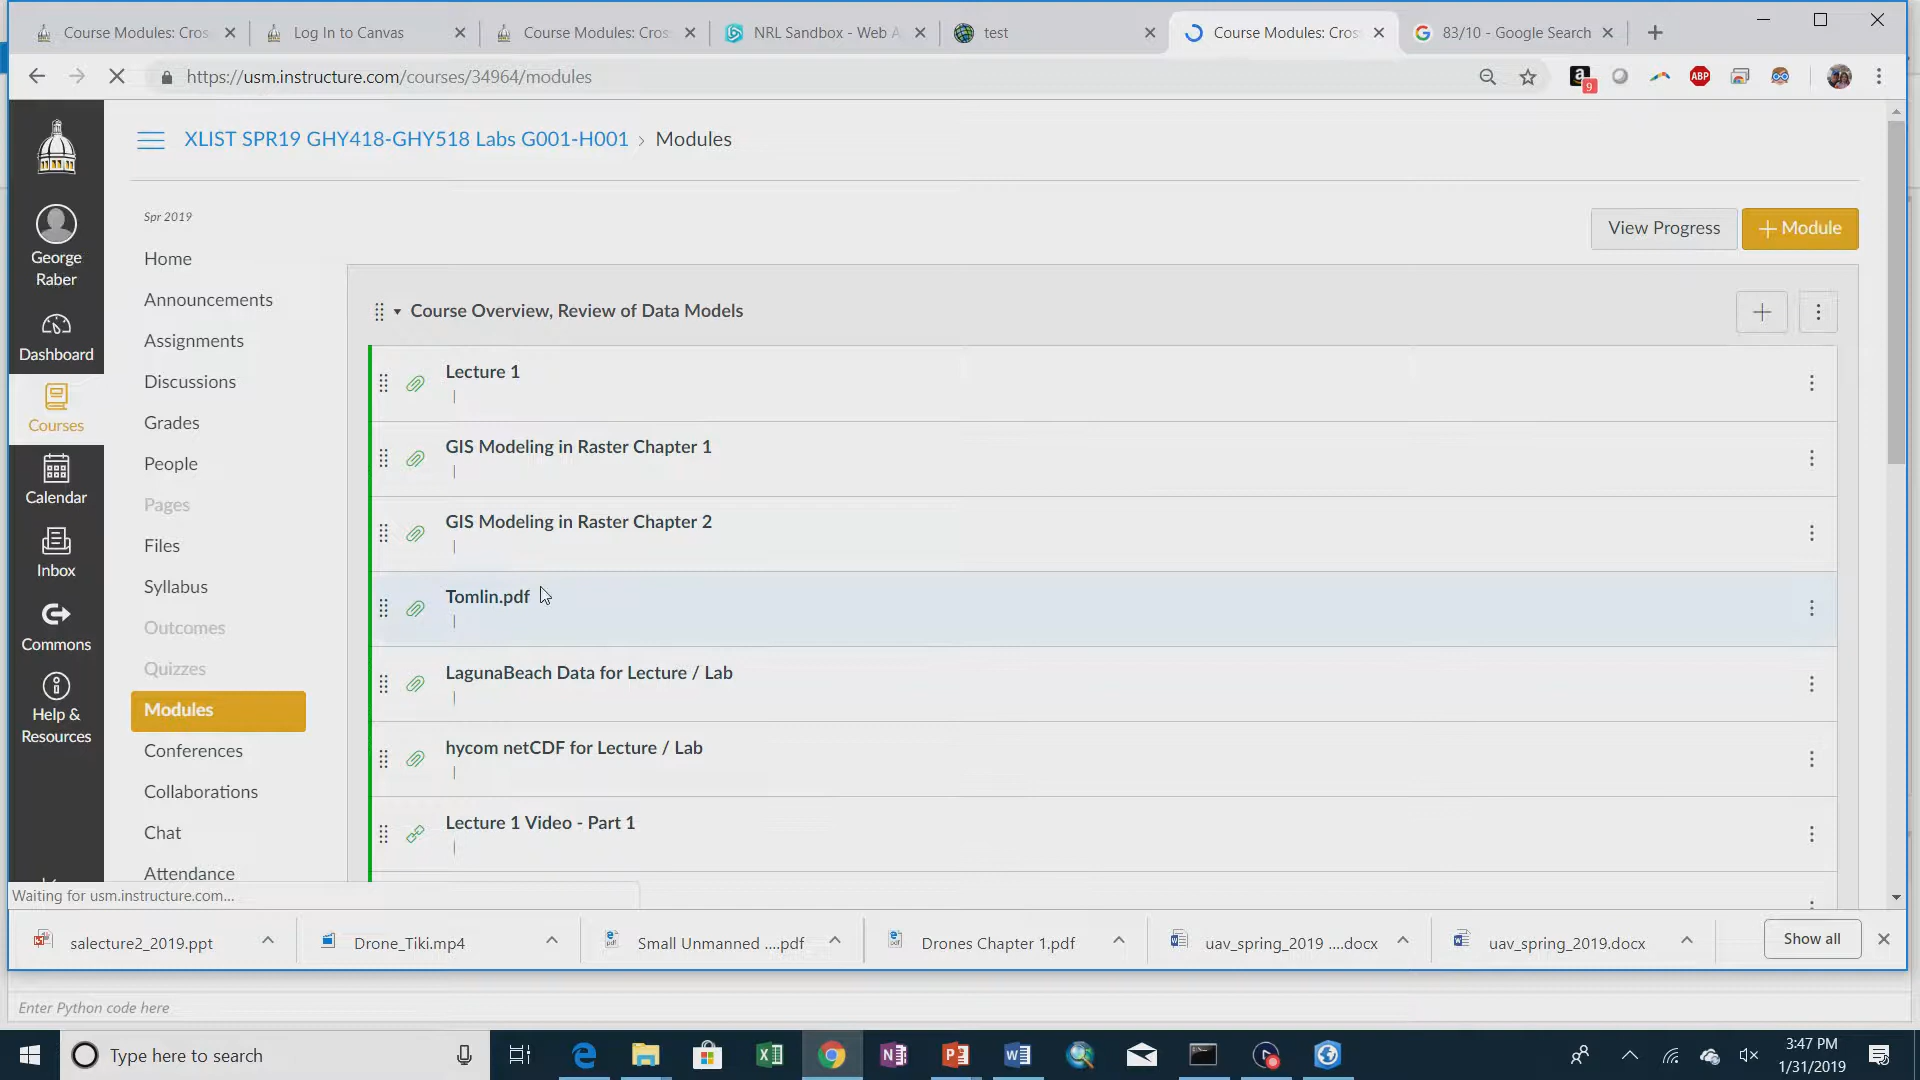 Course Modules: Cros
Log In to Canvas
Course Modules: Cros
NRL Sandbox - Web A
test
Course Modules: Cros
83/10 - Google Search
https://usm.instructure.com/courses/34964/modules
9
ABP
XLIST SPR19 GHY418-GHY518 Labs G001-H001 › Modules
Spr 2019
View Progress
Module
George Raber
Dashboard
Courses
Calendar
Inbox
Commons
Help & Resources
Home
Announcements
Assignments
Discussions
Grades
People
Pages
Files
Syllabus
Outcomes
Quizzes
Modules
Conferences
Collaborations
Chat
Attendance
Course Overview, Review of Data Models
Lecture 1
GIS Modeling in Raster Chapter 1
GIS Modeling in Raster Chapter 2
Tomlin.pdf
LagunaBeach Data for Lecture / Lab
hycom netCDF for Lecture / Lab
Lecture 1 Video - Part 1
Waiting for usm.instructure.com...
salecture2_2019.ppt
Drone_Tiki.mp4
Small Unmanned ....pdf
Drones Chapter 1.pdf
uav_spring_2019 ....docx
uav_spring_2019.docx
Show all
Enter Python code here
Type here to search
3:47 PM
1/31/2019